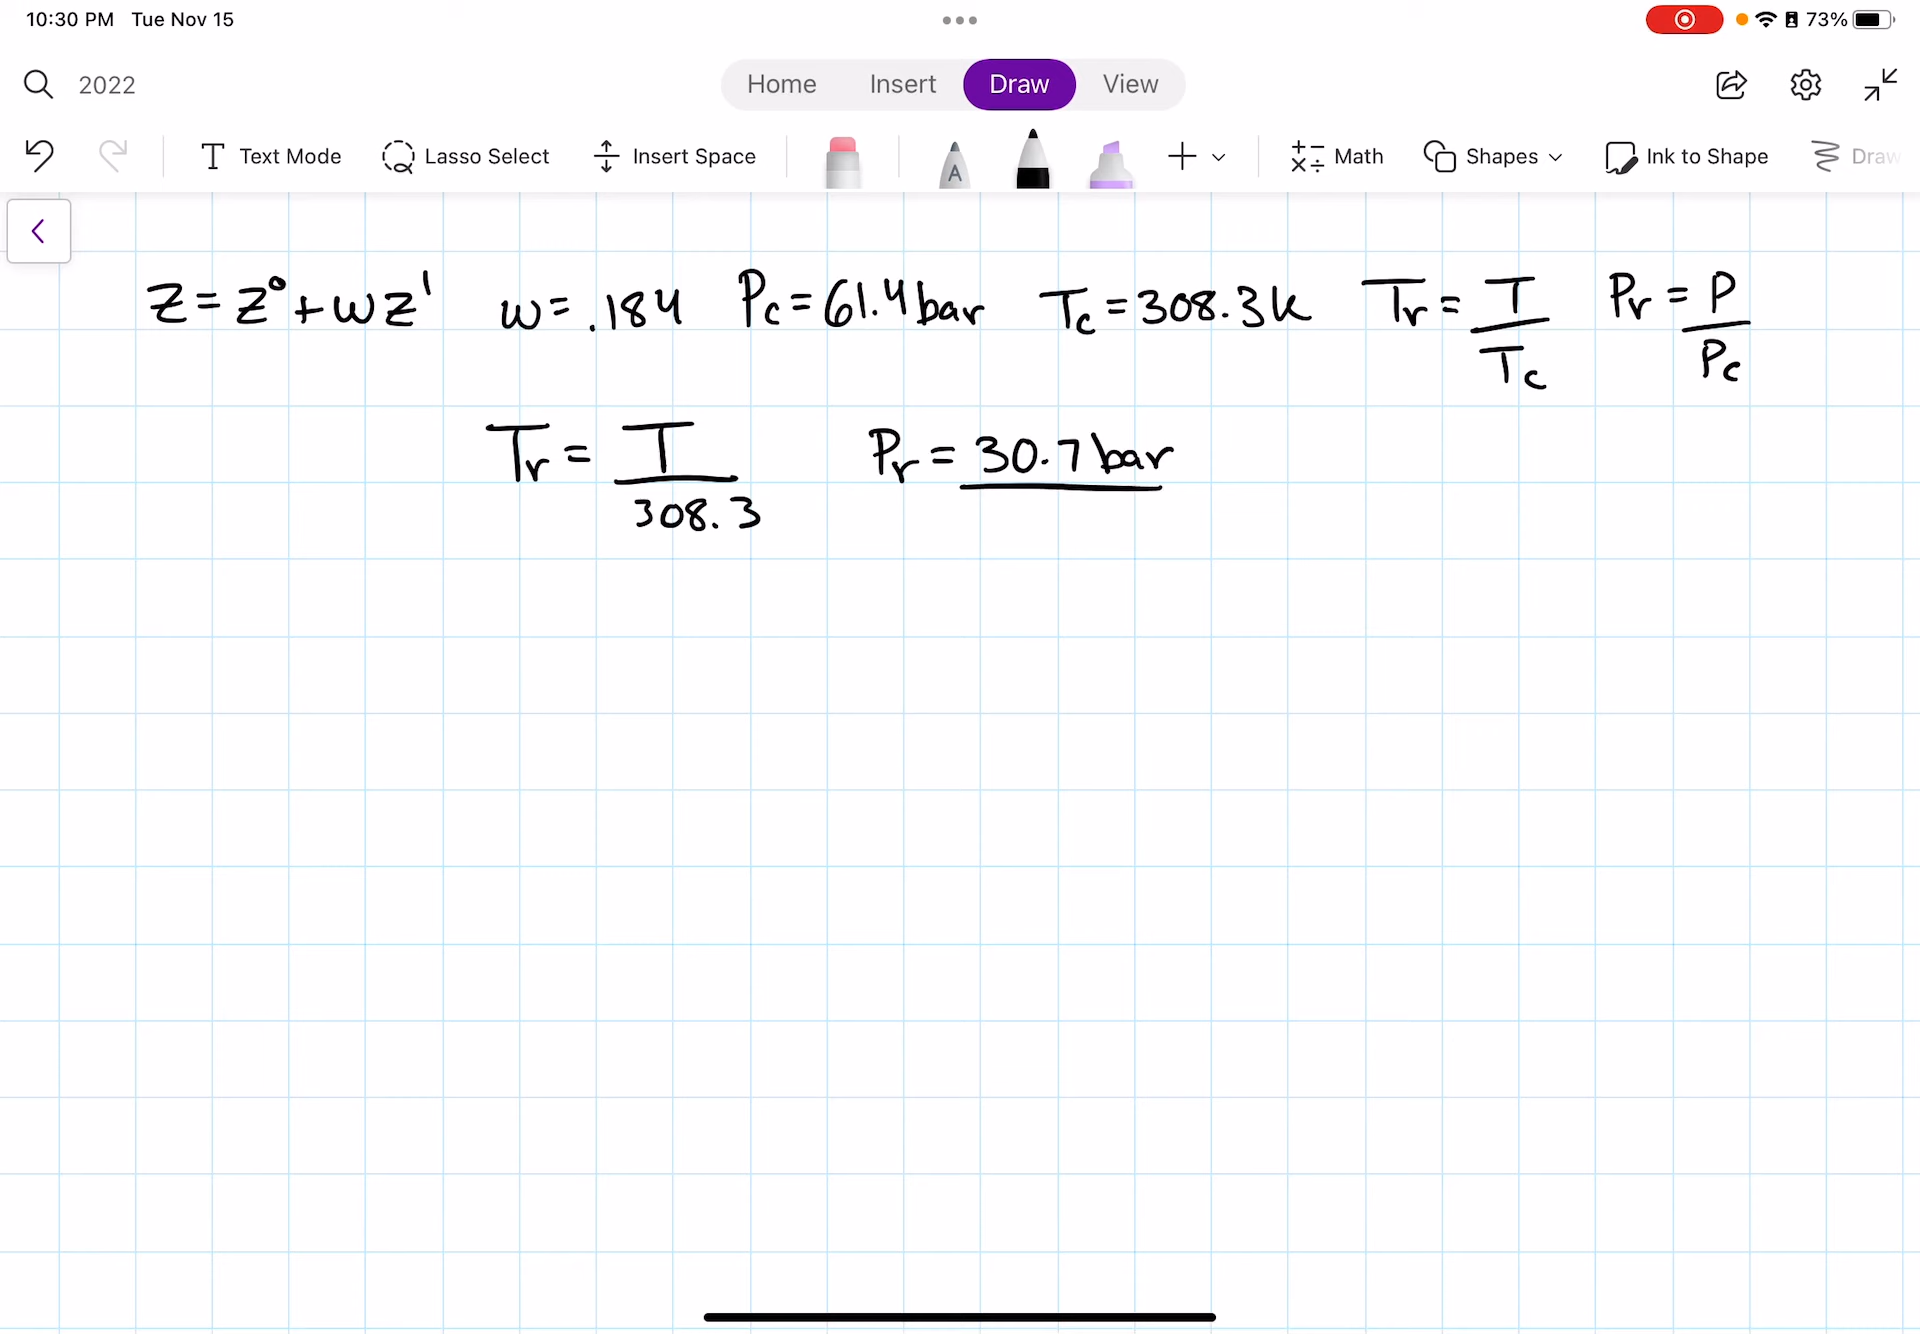 10:30 PM Tue Nov 15 73%
2022 Home Insert Draw View
Text Mode Lasso Select Insert Space A Math Shapes Ink to Shape Draw
z = z⁰ + wz' w = .184 Pc = 61.4 bar Tc = 308.3k Tr = T/Tc Pr = P/Pc
Tr = T/308.3 Pr = 30.7 bar